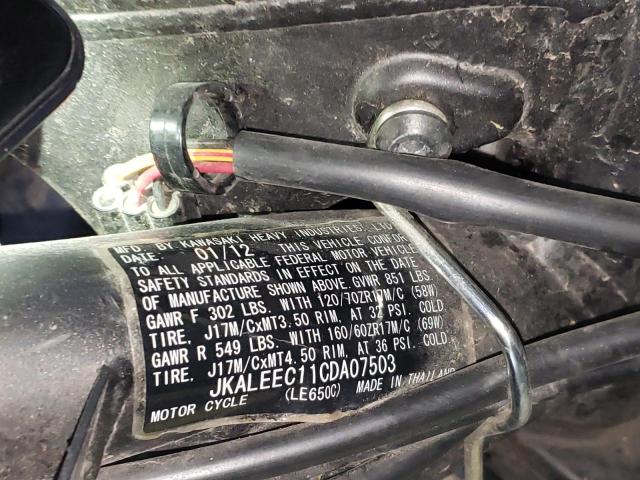 MFD. BY KAWASAKI HEAVY INDUSTRIES, LTD
DATE: 01/12 THIS VEHICLE CONFOR
TO ALL APPLICABLE FEDERAL MOTOR VEHICLE
SAFETY STANDARDS IN EFFECT ON THE DATE
OF MANUFACTURE SHOWN ABOVE GVWR 851 LBS.
GAWR F 302 LBS. WITH 120/70ZR17M/C (58W)
TIRE, J17M/CxMT3.50 RIM, AT 32 PSI. COLD.
GAWR R 549 LBS. WITH 160/60ZR17M/C (69W)
TIRE, J17M/CxMT4.50 RIM, AT 36 PSI. COLD.
JKALEEC11CDA07503
MOTOR CYCLE (LE650C) MADE IN THAILAND